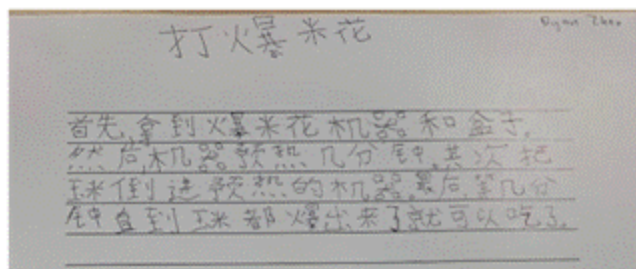 打爆米花
Ryan Zhao
首先,拿到爆米花机器和盒子。
然后,机器预热几分钟,其次把
玉米倒进预热的机器,最后,等几分
钟直到玉米都爆出来了就可以吃了。